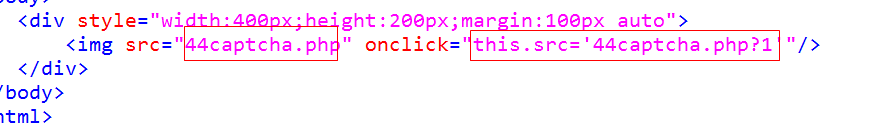 body>
<div style="width:400px;height:200px;margin:100px auto">
<img src="44captcha.php" onclick="this.src='44captcha.php?1'"/>
</div>
/body>
html>